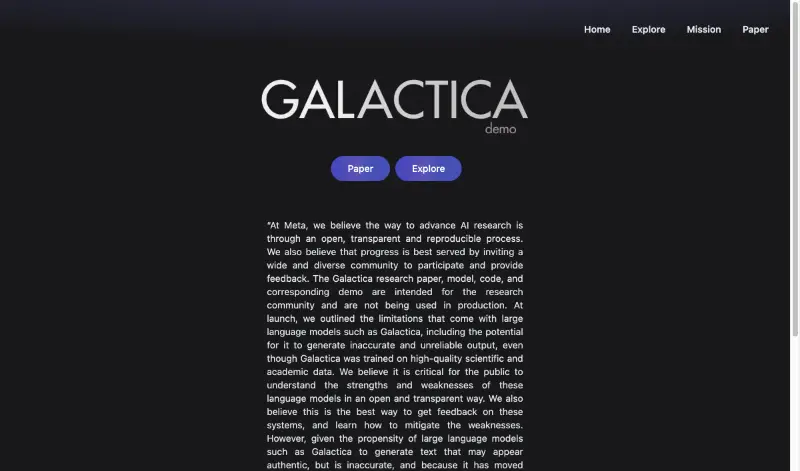 Home Explore Mission Paper
GALACTICA
demo
Paper Explore
"At Meta, we believe the way to advance AI research is
through an open, transparent and reproducible process.
We also believe that progress is best served by inviting a
wide and diverse community to participate and provide
feedback. The Galactica research paper, model, code, and
corresponding demo are intended for the research
community and are not being used in production. At
launch, we outlined the limitations that come with large
language models such as Galactica, including the potential
for it to generate inaccurate and unreliable output, even
though Galactica was trained on high-quality scientific and
academic data. We believe it is critical for the public to
understand the strengths and weaknesses of these
language models in an open and transparent way. We also
believe this is the best way to get feedback on these
systems, and learn how to mitigate the weaknesses.
However, given the propensity of large language models
such as Galactica to generate text that may appear
authentic, but is inaccurate, and because it has moved